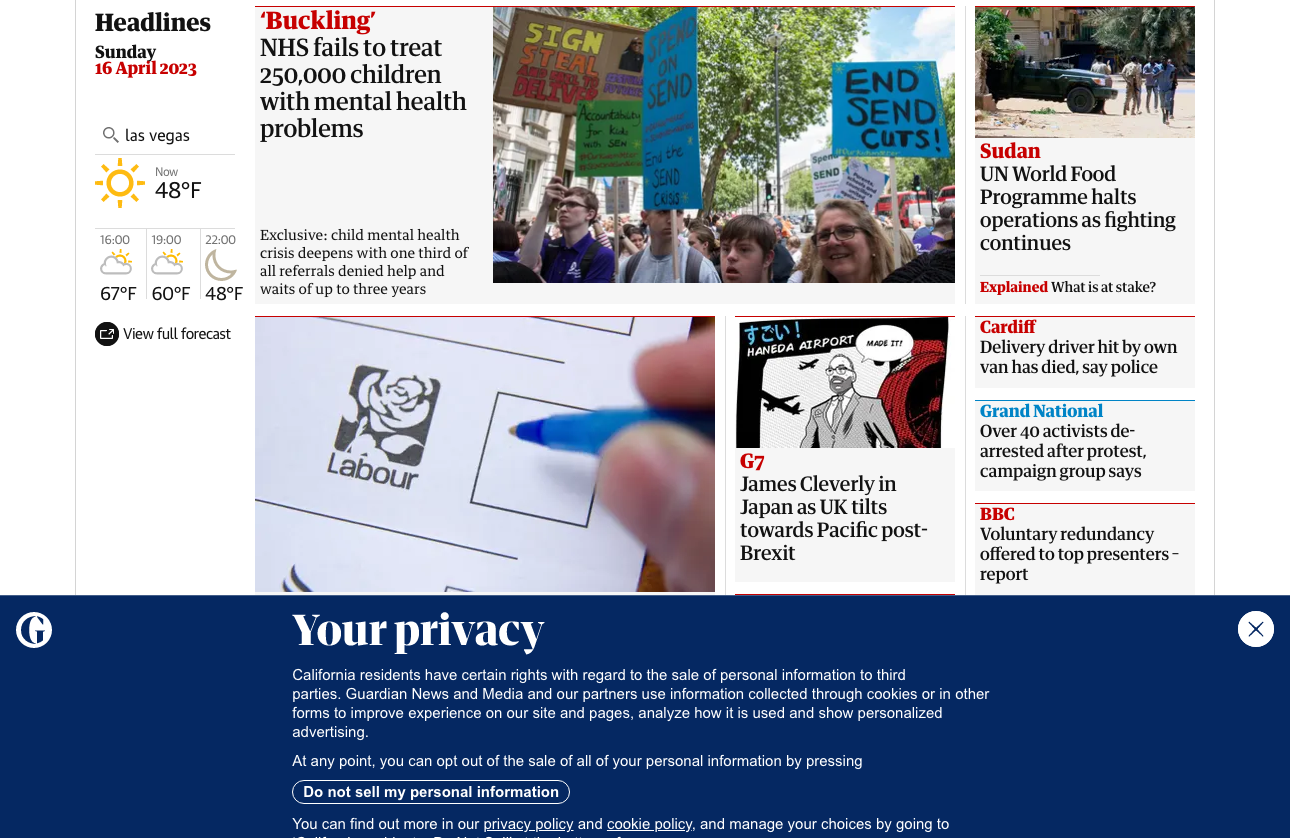 Headlines
Sunday
16 April 2023
las vegas
Now
48°F
16:00
19:00
22:00
67°F
60°F
48°F
View full forecast
‘Buckling’
NHS fails to treat
250,000 children
with mental health
problems
Exclusive: child mental health
crisis deepens with one third of
all referrals denied help and
waits of up to three years
SIGN
STEAL
AND FAIL TO
DELIVER
SPEND
ON
SEND
End the
SEND
CRISIS!
Accountability
for kids
with SEN
END
SEND
CUTS!
Spend
SEND
Sudan
UN World Food
Programme halts
operations as fighting
continues
Explained What is at stake?
Labour
すごい！
HANEDA AIRPORT
MADE IT!
G7
James Cleverly in
Japan as UK tilts
towards Pacific post-
Brexit
Cardiff
Delivery driver hit by own
van has died, say police
Grand National
Over 40 activists de-
arrested after protest,
campaign group says
BBC
Voluntary redundancy
offered to top presenters –
report
G
Your privacy
California residents have certain rights with regard to the sale of personal information to third
parties. Guardian News and Media and our partners use information collected through cookies or in other
forms to improve experience on our site and pages, analyze how it is used and show personalized
advertising.
At any point, you can opt out of the sale of all of your personal information by pressing
Do not sell my personal information
You can find out more in our privacy policy and cookie policy, and manage your choices by going to